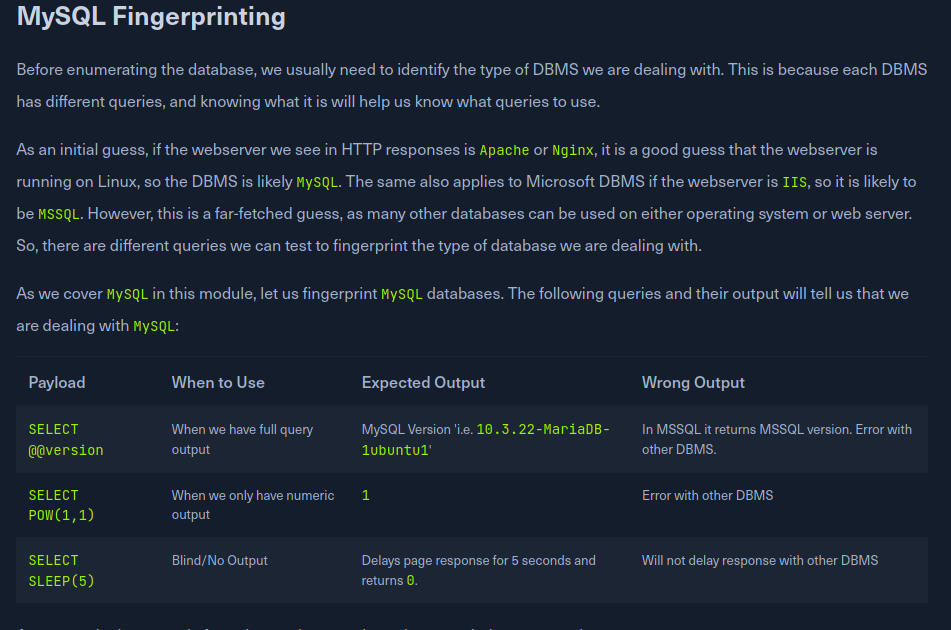 MySQL Fingerprinting
Before enumerating the database, we usually need to identify the type of DBMS we are dealing with. This is because each DBMS
has different queries, and knowing what it is will help us know what queries to use.
As an initial guess, if the webserver we see in HTTP responses is Apache or Nginx, it is a good guess that the webserver is
running on Linux, so the DBMS is likely MySQL. The same also applies to Microsoft DBMS if the webserver is IIS, so it is likely to
be MSSQL. However, this is a far-fetched guess, as many other databases can be used on either operating system or web server.
So, there are different queries we can test to fingerprint the type of database we are dealing with.
As we cover MySQL in this module, let us fingerprint MySQL databases. The following queries and their output will tell us that we
are dealing with MySQL:
Payload When to Use Expected Output Wrong Output
SELECT When we have full query MySQL Version 'i.e. 10.3.22-MariaDB- In MSSQL it returns MSSQL version. Error with
@@version output 1ubuntu1' other DBMS.
SELECT When we only have numeric 1 Error with other DBMS
POW(1,1) output
SELECT Blind/No Output Delays page response for 5 seconds and Will not delay response with other DBMS
SLEEP(5) returns 0.